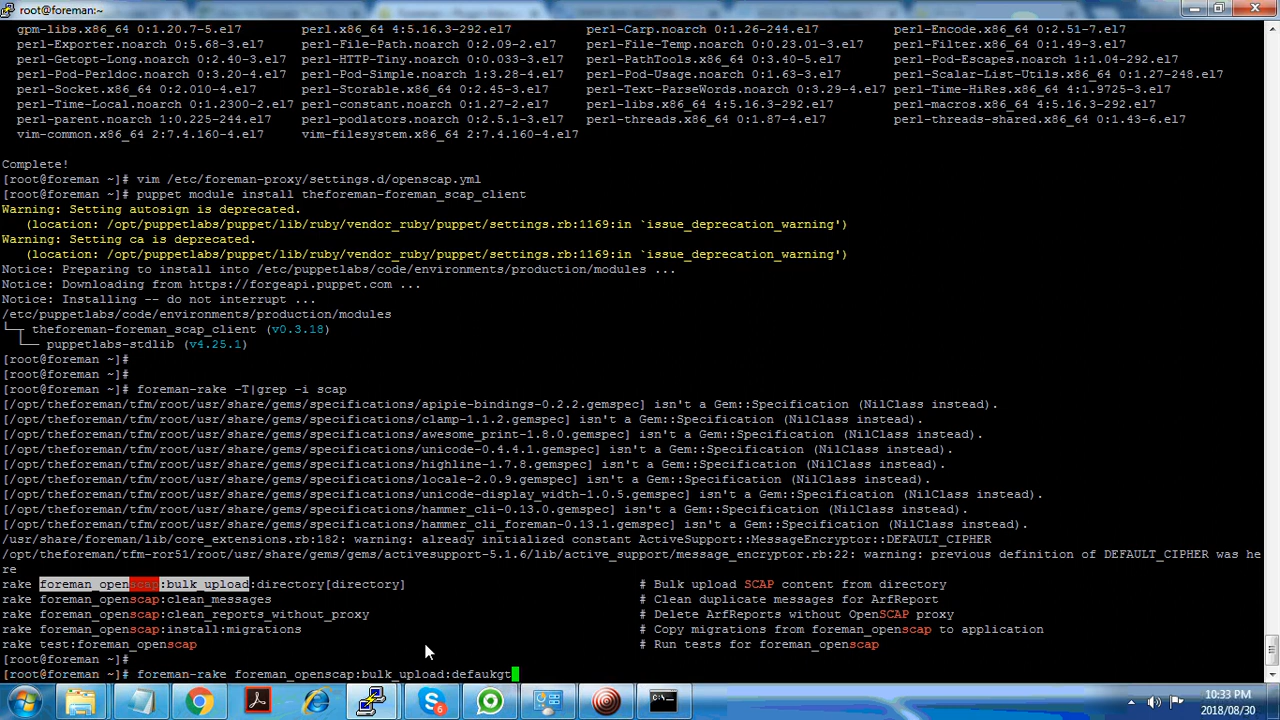 root@foreman:~
gpm-libs.x86_64 0:1.20.7-5.el7 perl.x86_64 4:5.16.3-292.el7 perl-Carp.noarch 0:1.26-244.el7 perl-Encode.x86_64 0:2.51-7.el7
perl-Exporter.noarch 0:5.68-3.el7 perl-File-Path.noarch 0:2.09-2.el7 perl-File-Temp.noarch 0:0.23.01-3.el7 perl-Filter.x86_64 0:1.49-3.el7
perl-Getopt-Long.noarch 0:2.40-3.el7 perl-HTTP-Tiny.noarch 0:0.033-3.el7 perl-PathTools.x86_64 0:3.40-5.el7 perl-Pod-Escapes.noarch 1:1.04-292.el7
perl-Pod-Perldoc.noarch 0:3.20-4.el7 perl-Pod-Simple.noarch 1:3.28-4.el7 perl-Pod-Usage.noarch 0:1.63-3.el7 perl-Scalar-List-Utils.x86_64 0:1.27-248.el7
perl-Socket.x86_64 0:2.010-4.el7 perl-Storable.x86_64 0:2.45-3.el7 perl-Text-ParseWords.noarch 0:3.29-4.el7 perl-Time-HiRes.x86_64 4:1.9725-3.el7
perl-Time-Local.noarch 0:1.2300-2.el7 perl-constant.noarch 0:1.27-2.el7 perl-libs.x86_64 4:5.16.3-292.el7 perl-macros.x86_64 4:5.16.3-292.el7
perl-parent.noarch 1:0.225-244.el7 perl-podlators.noarch 0:2.5.1-3.el7 perl-threads.x86_64 0:1.87-4.el7 perl-threads-shared.x86_64 0:1.43-6.el7
vim-common.x86_64 2:7.4.160-4.el7 vim-filesystem.x86_64 2:7.4.160-4.el7
Complete!
[root@foreman ~]# vim /etc/foreman-proxy/settings.d/openscap.yml
[root@foreman ~]# puppet module install theforeman-foreman_scap_client
Warning: Setting autosign is deprecated.
(location: /opt/puppetlabs/puppet/lib/ruby/vendor_ruby/puppet/settings.rb:1169:in `issue_deprecation_warning')
Warning: Setting ca is deprecated.
(location: /opt/puppetlabs/puppet/lib/ruby/vendor_ruby/puppet/settings.rb:1169:in `issue_deprecation_warning')
Notice: Preparing to install into /etc/puppetlabs/code/environments/production/modules ...
Notice: Downloading from https://forgeapi.puppet.com ...
Notice: Installing -- do not interrupt ...
/etc/puppetlabs/code/environments/production/modules
└─┬ theforeman-foreman_scap_client (v0.3.18)
└── puppetlabs-stdlib (v4.25.1)
[root@foreman ~]#
[root@foreman ~]#
[root@foreman ~]# foreman-rake -T|grep -i scap
[/opt/theforeman/tfm/root/usr/share/gems/specifications/apipie-bindings-0.2.2.gemspec] isn't a Gem::Specification (NilClass instead).
[/opt/theforeman/tfm/root/usr/share/gems/specifications/clamp-1.1.2.gemspec] isn't a Gem::Specification (NilClass instead).
[/opt/theforeman/tfm/root/usr/share/gems/specifications/awesome_print-1.8.0.gemspec] isn't a Gem::Specification (NilClass instead).
[/opt/theforeman/tfm/root/usr/share/gems/specifications/unicode-0.4.4.1.gemspec] isn't a Gem::Specification (NilClass instead).
[/opt/theforeman/tfm/root/usr/share/gems/specifications/highline-1.7.8.gemspec] isn't a Gem::Specification (NilClass instead).
[/opt/theforeman/tfm/root/usr/share/gems/specifications/locale-2.0.9.gemspec] isn't a Gem::Specification (NilClass instead).
[/opt/theforeman/tfm/root/usr/share/gems/specifications/unicode-display_width-1.0.5.gemspec] isn't a Gem::Specification (NilClass instead).
[/opt/theforeman/tfm/root/usr/share/gems/specifications/hammer_cli-0.13.0.gemspec] isn't a Gem::Specification (NilClass instead).
[/opt/theforeman/tfm/root/usr/share/gems/specifications/hammer_cli_foreman-0.13.1.gemspec] isn't a Gem::Specification (NilClass instead).
/usr/share/foreman/lib/core_extensions.rb:182: warning: already initialized constant ActiveSupport::MessageEncryptor::DEFAULT_CIPHER
/opt/theforeman/tfm-ror51/root/usr/share/gems/gems/activesupport-5.1.6/lib/active_support/message_encryptor.rb:22: warning: previous definition of DEFAULT_CIPHER was he
re
rake foreman_openscap:bulk_upload:directory[directory] # Bulk upload SCAP content from directory
rake foreman_openscap:clean_messages # Clean duplicate messages for ArfReport
rake foreman_openscap:clean_reports_without_proxy # Delete ArfReports without OpenSCAP proxy
rake foreman_openscap:install:migrations # Copy migrations from foreman_openscap to application
rake test:foreman_openscap # Run tests for foreman_openscap
[root@foreman ~]#
[root@foreman ~]# foreman-rake foreman_openscap:bulk_upload:defaukgt
6
10:33 PM
2018/08/30